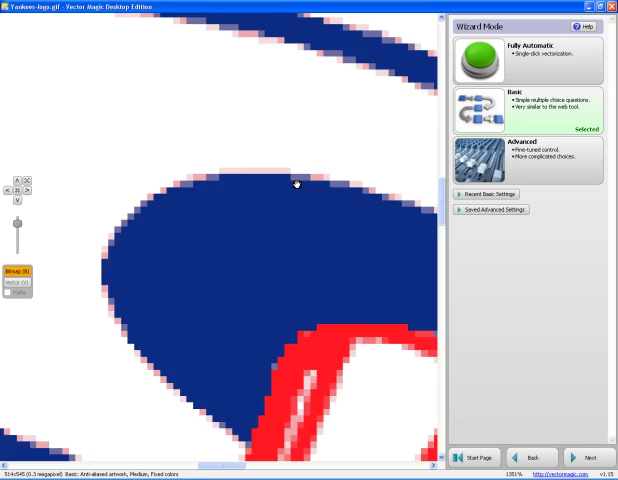 Yankees-logo.gif - Vector Magic Desktop Edition
Wizard Mode
? Help
Fully Automatic
• Single-click vectorization.
Basic
• Simple multiple choice questions.
• Very similar to the web tool.
Selected
Advanced
• Fine-tuned control.
• More complicated choices.
Recent Basic Settings
Saved Advanced Settings
Bitmap (B)
Vector (V)
Paths
Start Page
Back
Next
514x545 (0.3 megapixel) Basic: Anti-aliased artwork, Medium, Fixed colors
1351% http://vectormagic.com v1.15